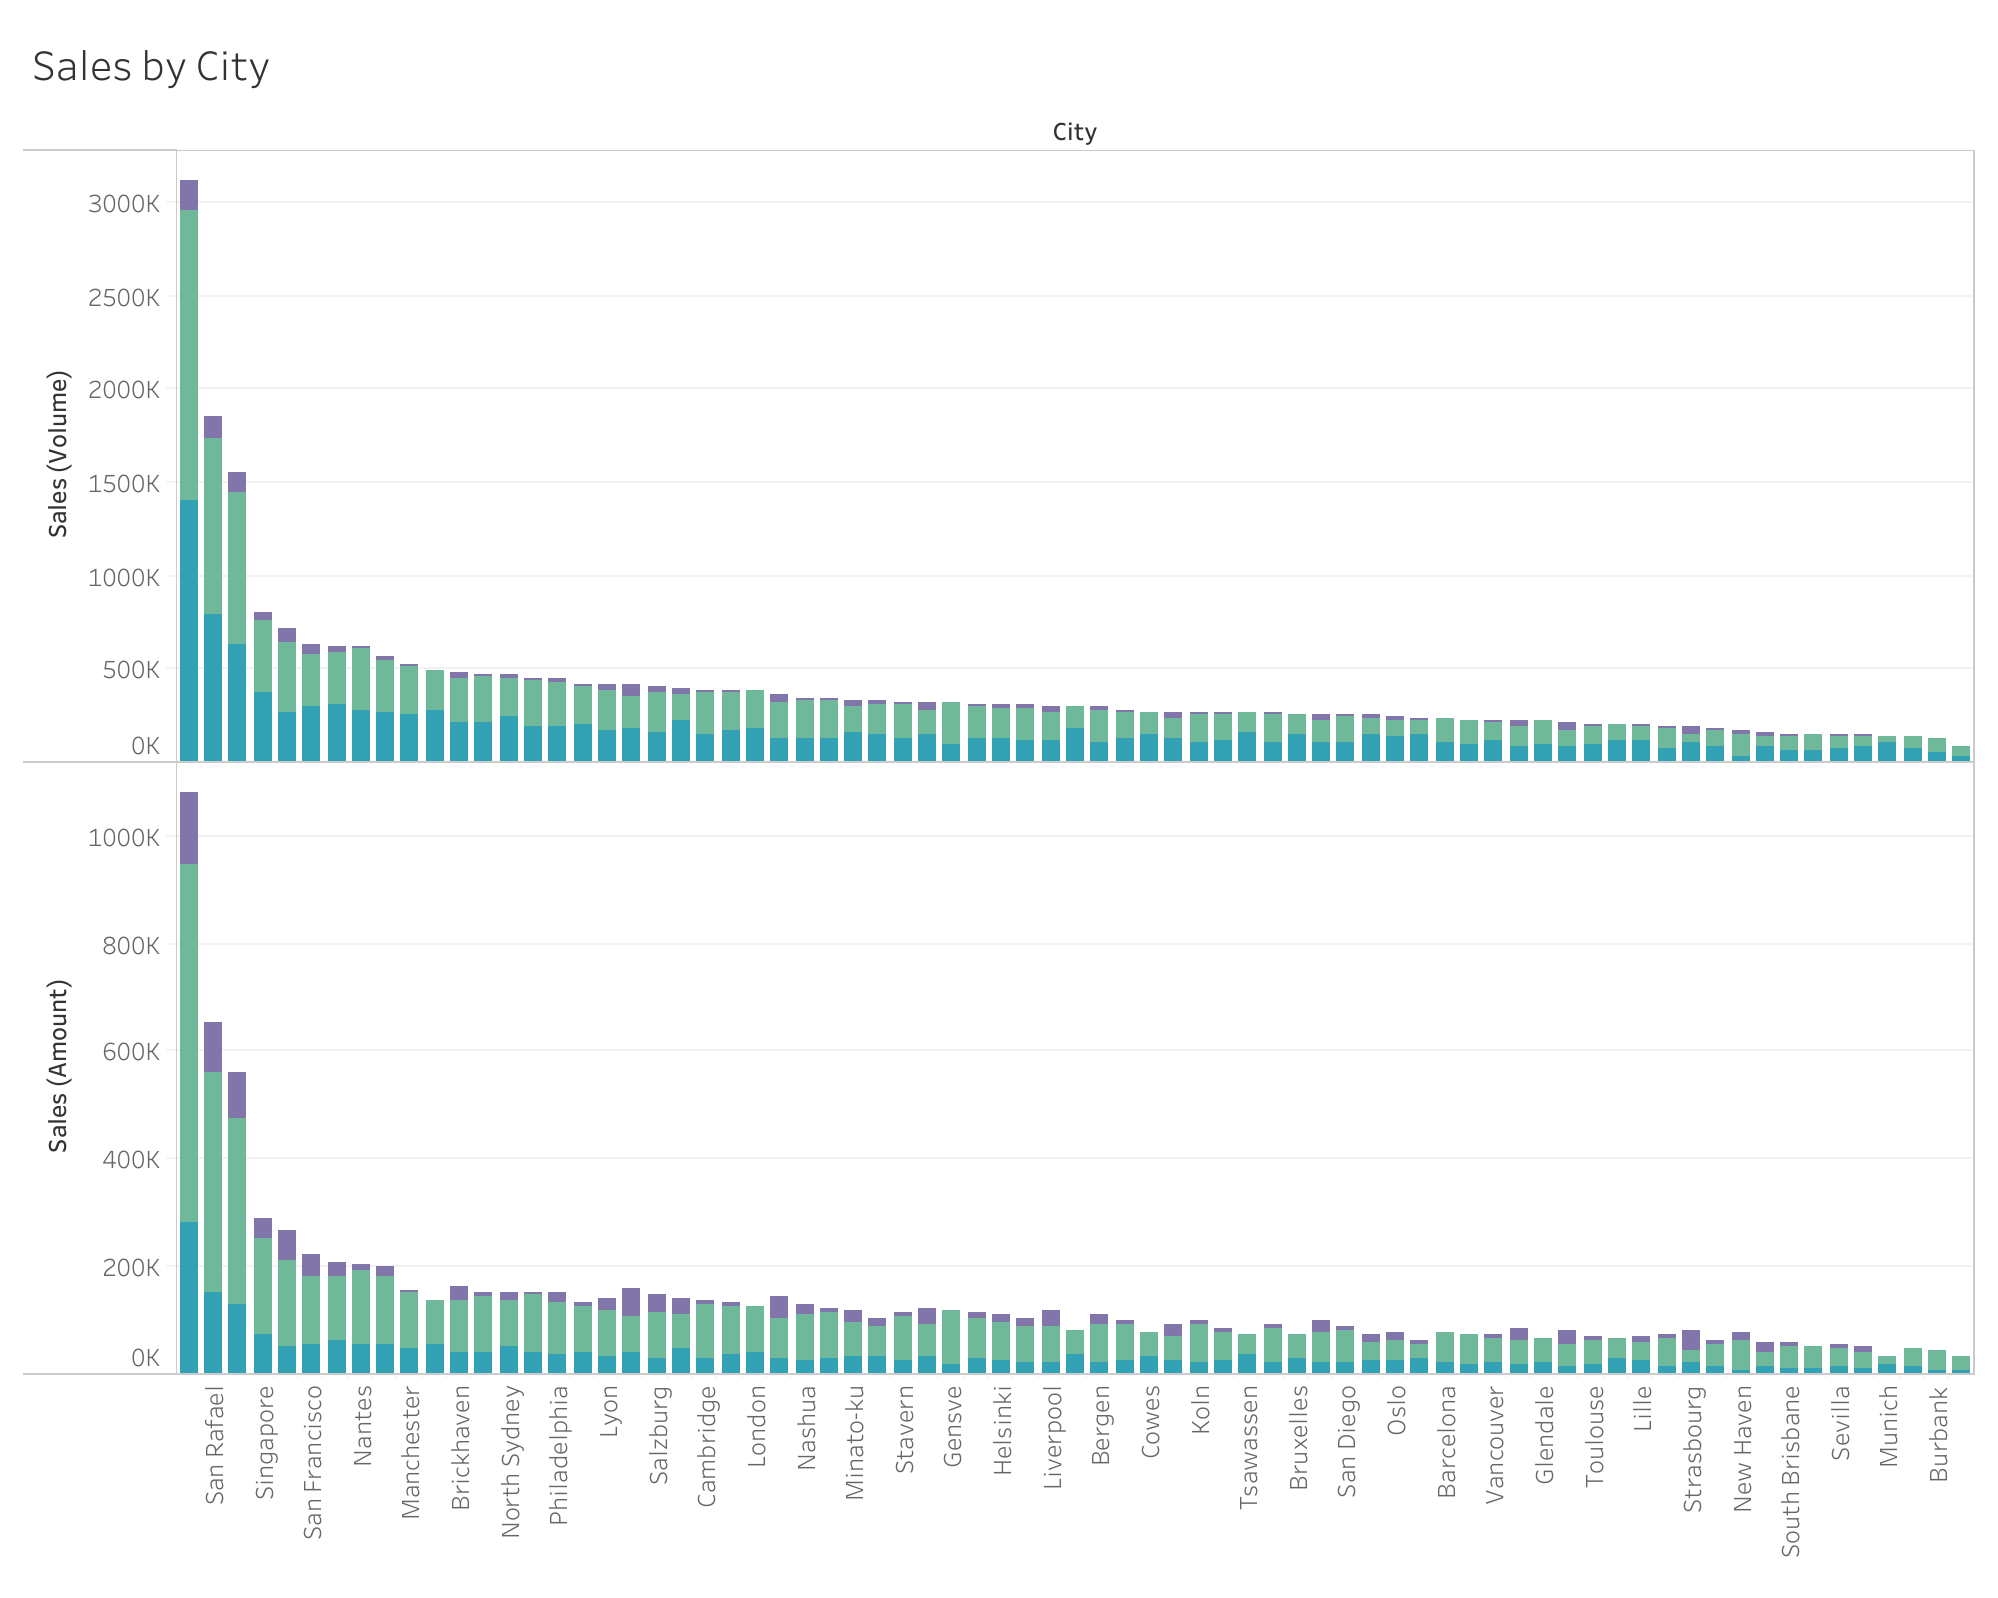 Sales by City
City
Sales (Volume)
3000K
2500K
2000K
1500K
1000K
500K
0K
Sales (Amount)
1000K
800K
600K
400K
200K
0K
San Rafael
Singapore
San Francisco
Nantes
Manchester
Brickhaven
North Sydney
Philadelphia
Lyon
Salzburg
Cambridge
London
Nashua
Minato-ku
Stavern
Gensve
Helsinki
Liverpool
Bergen
Cowes
Koln
Tsawassen
Bruxelles
San Diego
Oslo
Barcelona
Vancouver
Glendale
Toulouse
Lille
Strasbourg
New Haven
South Brisbane
Sevilla
Munich
Burbank